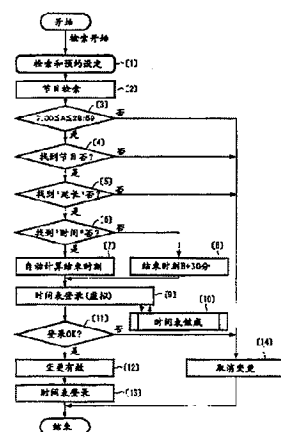 开始
检索开始
检索和预约设定 (1)
节目检索 (2)
(3)
否
是
(4)
找到节目否?
否
是
(5)
找到"延长"否?
否
是
(6)
找到"时间"否?
否
是
(7)
(8)
自动计算结束时刻
结束时刻B+30分
时间表登录(虚拟) (9)
(10)
(11)
登录OK?
否
是
变更有效 (12)
(14)
取消变更
时间表登录 (13)
结束